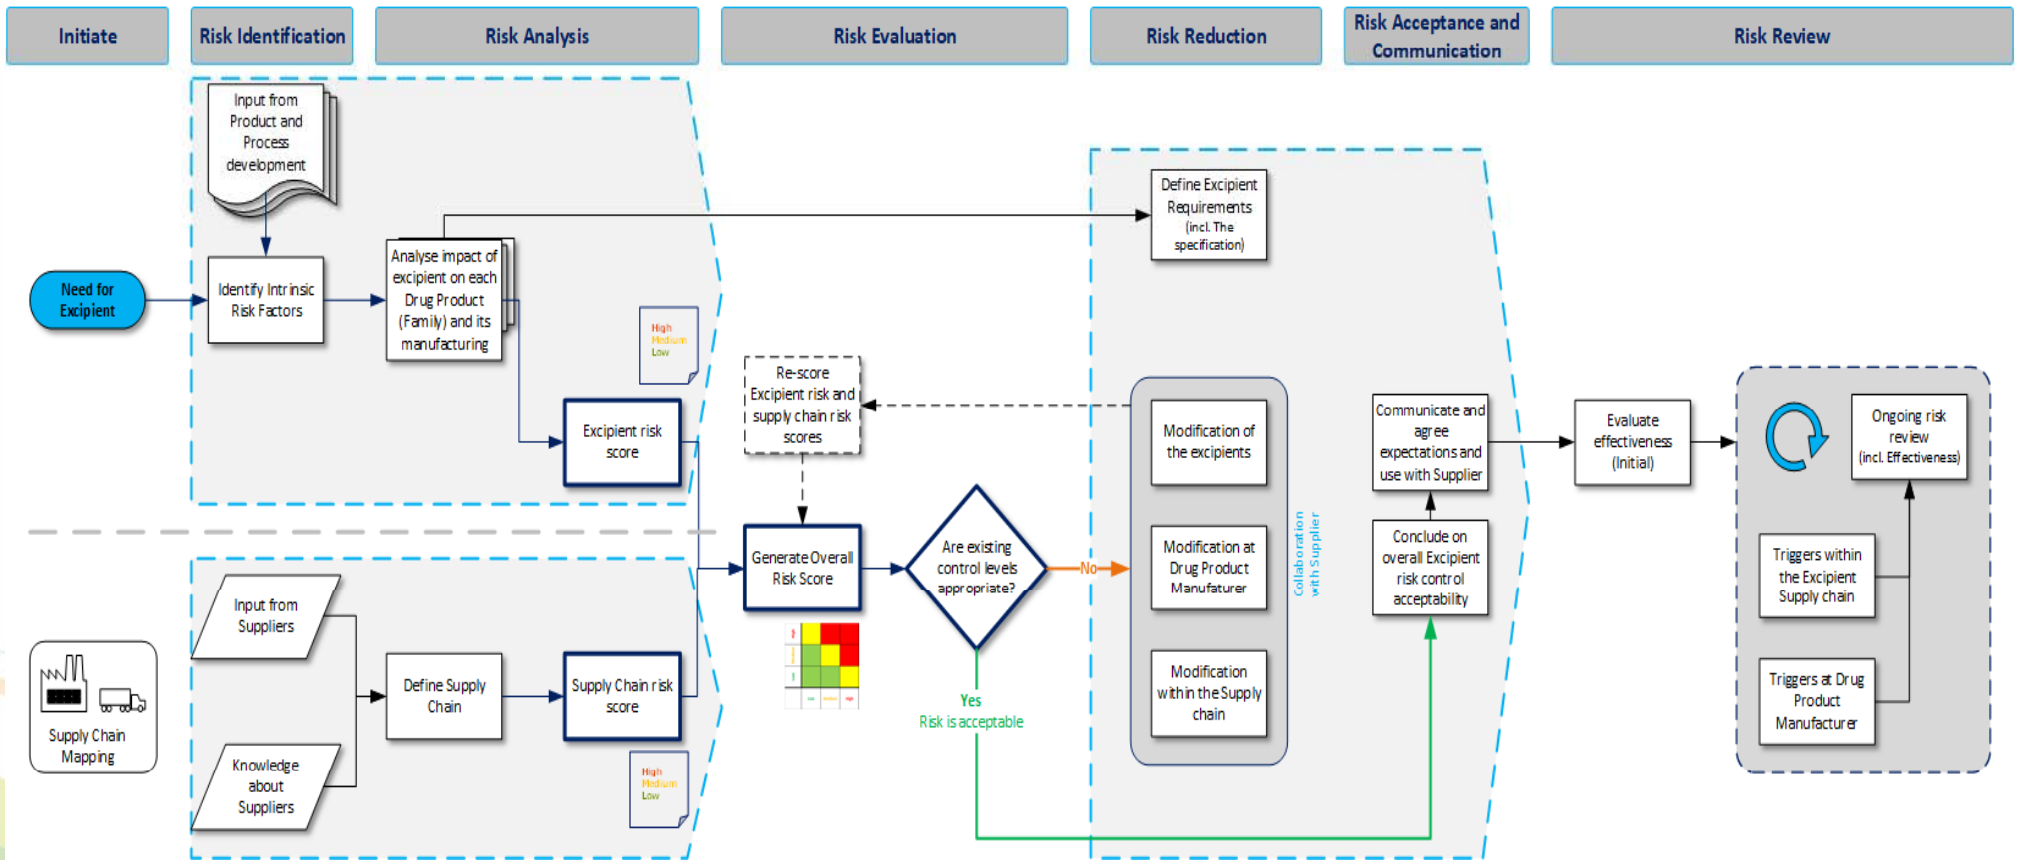 Initiate
Risk Identification
Risk Analysis
Risk Evaluation
Risk Reduction
Risk Acceptance and
Communication
Risk Review
Input from
Product and
Process
development
Need for
Excipient
Identify Intrinsic
Risk Factors
Analyse impact of
excipient on each
Drug Product
(Family) and its
manufacturing
High
Medium
Low
Excipient risk
score
Define Excipient
Requirements
(incl. The
specification)
Re-score
Excipient risk and
supply chain risk
scores
Generate Overall
Risk Score
Are existing
control levels
appropriate?
No
Yes
Risk is acceptable
Modification of
the excipients
Modification at
Drug Product
Manufaturer
Modification
within the Supply
chain
Collaboration
with Supplier
Communicate and
agree
expectations and
use with Supplier
Conclude on
overall Excipient
risk control
acceptability
Evaluate
effectiveness
(Initial)
Ongoing risk
review
(incl. Effectiveness)
Triggers within
the Excipient
Supply chain
Triggers at Drug
Product
Manufacturer
Supply Chain
Mapping
Input from
Suppliers
Knowledge
about
Suppliers
Define Supply
Chain
Supply Chain risk
score
High
Medium
Low